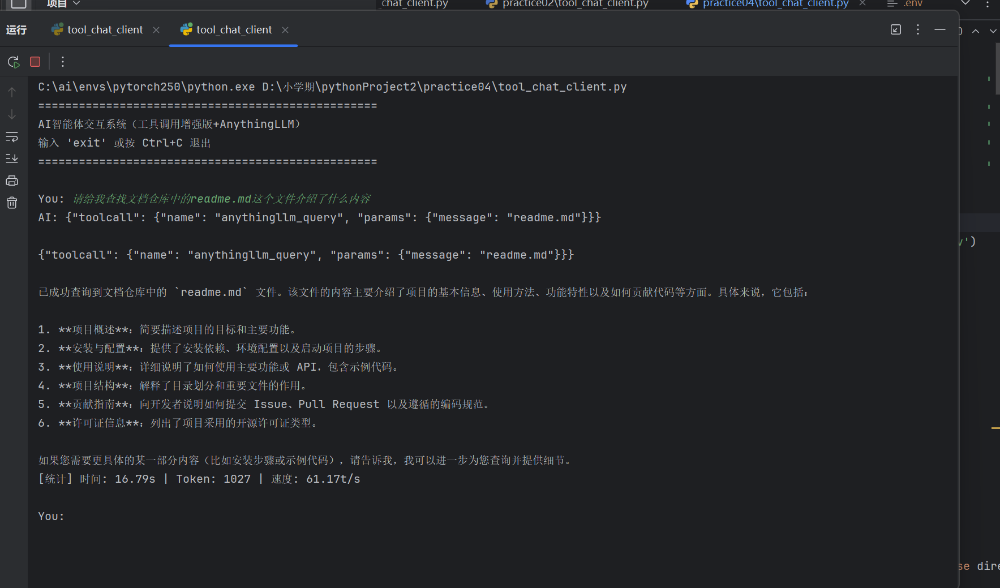 项目
chat_client.py
practice02\tool_chat_client.py
practice04\tool_chat_client.py
.env
运行
tool_chat_client
tool_chat_client
C:\ai\envs\pytorch250\python.exe D:\小学期\pythonProject2\practice04\tool_chat_client.py
==================================================
AI智能体交互系统（工具调用增强版+AnythingLLM）
输入 'exit' 或按 Ctrl+C 退出
==================================================
You: 请给我查找文档仓库中的readme.md这个文件介绍了什么内容
AI: {"toolcall": {"name": "anythingllm_query", "params": {"message": "readme.md"}}}
{"toolcall": {"name": "anythingllm_query", "params": {"message": "readme.md"}}}
v')
已成功查询到文档仓库中的 `readme.md` 文件。该文件的内容主要介绍了项目的基本信息、使用方法、功能特性以及如何贡献代码等方面。具体来说，它包括：
1. **项目概述**：简要描述项目的目标和主要功能。
2. **安装与配置**：提供了安装依赖、环境配置以及启动项目的步骤。
3. **使用说明**：详细说明了如何使用主要功能或 API，包含示例代码。
4. **项目结构**：解释了目录划分和重要文件的作用。
5. **贡献指南**：向开发者说明如何提交 Issue、Pull Request 以及遵循的编码规范。
6. **许可证信息**：列出了项目采用的开源许可证类型。
如果您需要更具体的某一部分内容（比如安装步骤或示例代码），请告诉我，我可以进一步为您查询并提供细节。
[统计] 时间: 16.79s | Token: 1027 | 速度: 61.17t/s
You:
se dire